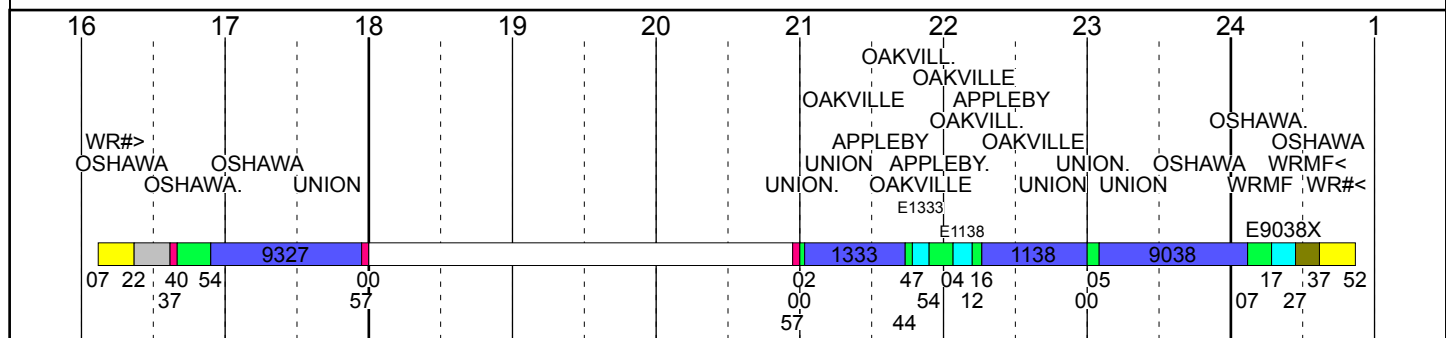 16 17 18 19 20 21 22 23 24 1
OAKVILL.
OAKVILLE
OAKVILLE APPLEBY
OAKVILL. OSHAWA.
WR#> APPLEBY OAKVILLE OSHAWA
OSHAWA OSHAWA UNION APPLEBY. UNION. OSHAWA WRMF<
OSHAWA. UNION UNION. OAKVILLE UNION UNION WRMF WR#<
E1333
E1138 E9038X
9327 1333 1138 9038
07 22 40 54 00 02 47 04 16 05 17 37 52
37 57 00 54 12 00 07 27
57 44